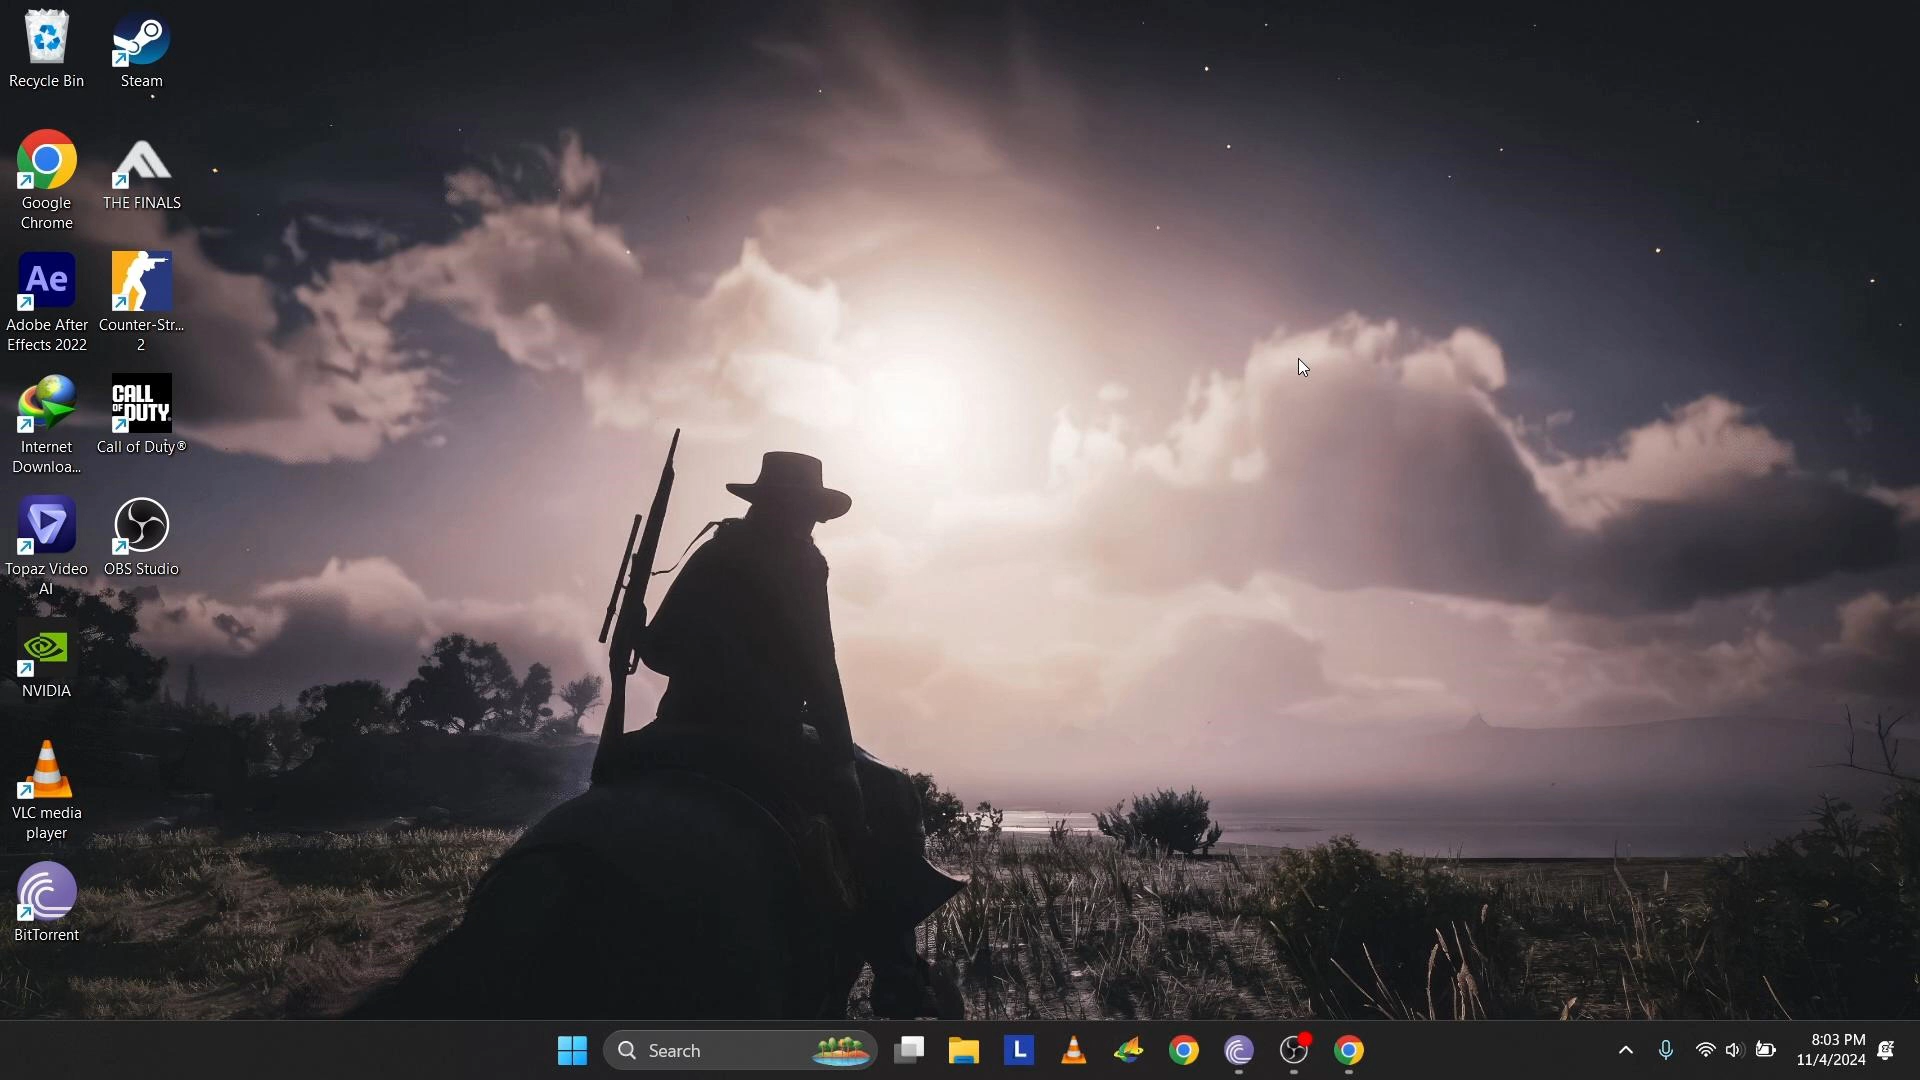 Recycle Bin
Steam
Google
Chrome
THE FINALS
Ae
Adobe After
Effects 2022
Counter-Str...
2
Internet
Downloa...
CALL
OF DUTY
Call of Duty®
Topaz Video
AI
OBS Studio
NVIDIA
VLC media
player
BitTorrent
Search
L
8:03 PM
11/4/2024